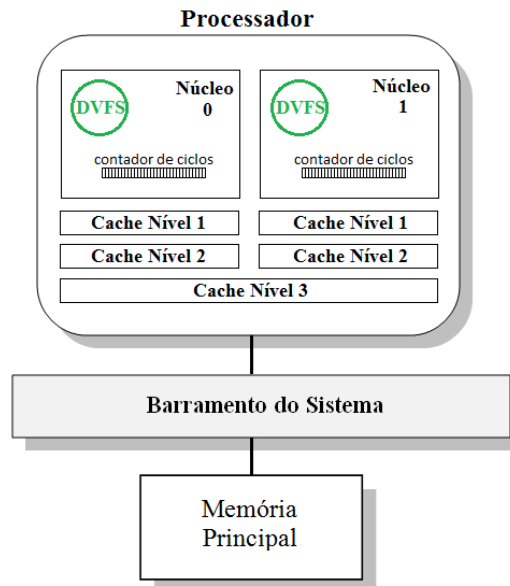 Processador
DVFS
Núcleo
0
contador de ciclos
DVFS
Núcleo
1
contador de ciclos
Cache Nível 1
Cache Nível 1
Cache Nível 2
Cache Nível 2
Cache Nível 3
Barramento do Sistema
Memória
Principal